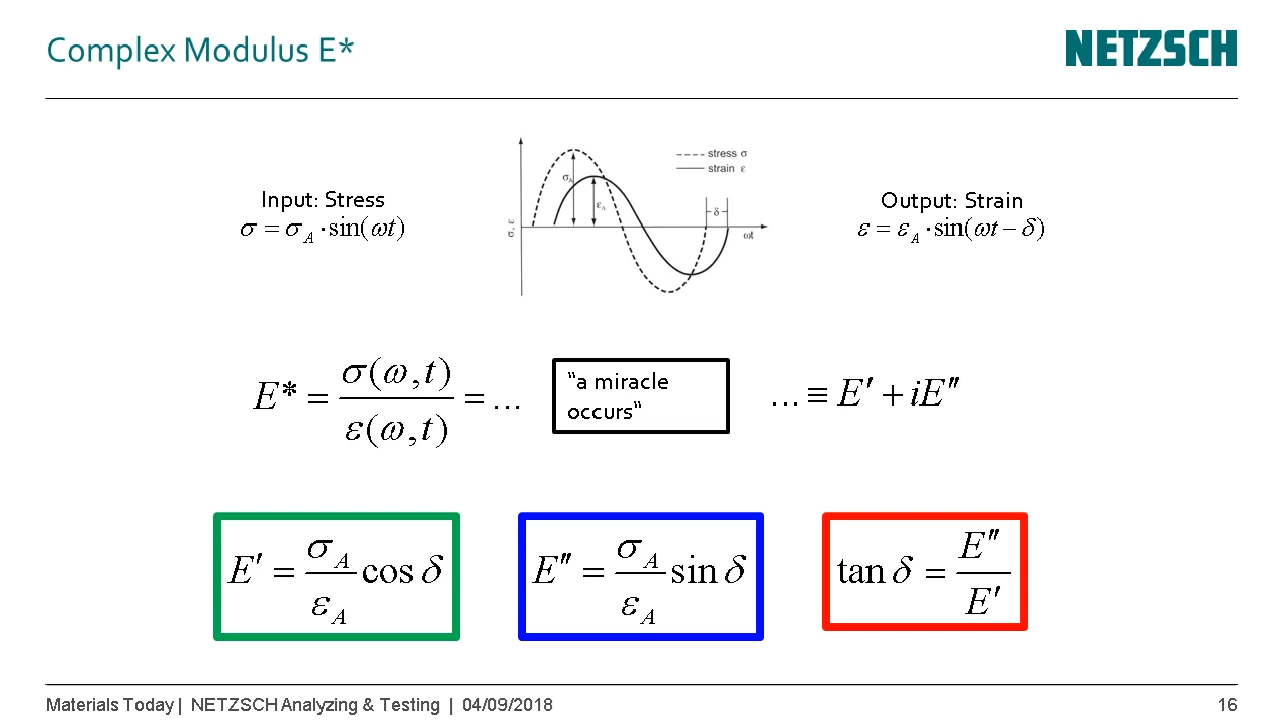 Complex Modulus E*
NETZSCH
Input: Stress
σ = σ_A · sin(ωt)
stress σ
strain ε
σ_A
ε_A
δ
σ, ε
ωt
Output: Strain
ε = ε_A · sin(ωt − δ)
E* = σ(ω,t) / ε(ω,t) = ...
"a miracle
occurs"
... ≡ E′ + iE″
E′ = σ_A / ε_A cos δ
E″ = σ_A / ε_A sin δ
tan δ = E″ / E′
Materials Today | NETZSCH Analyzing & Testing | 04/09/2018
16